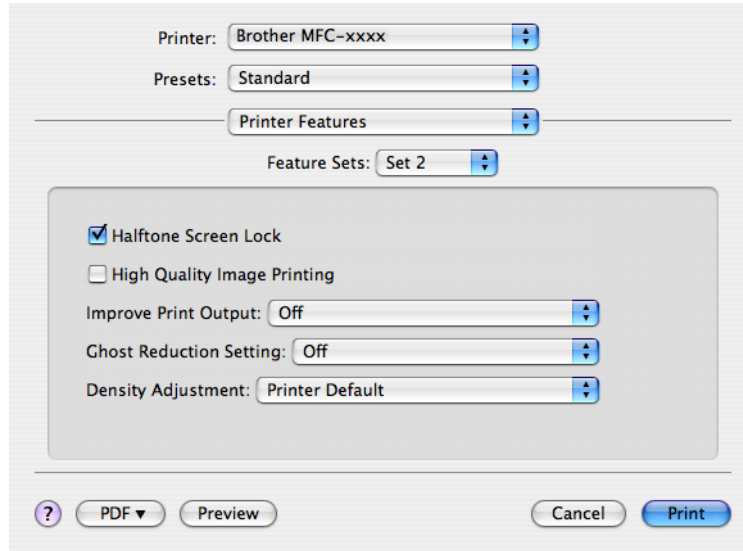 Printer: Brother MFC-xxxx
Presets: Standard
Printer Features
Feature Sets: Set 2
Halftone Screen Lock
High Quality Image Printing
Improve Print Output: Off
Ghost Reduction Setting: Off
Density Adjustment: Printer Default
? PDF ▼ Preview Cancel Print